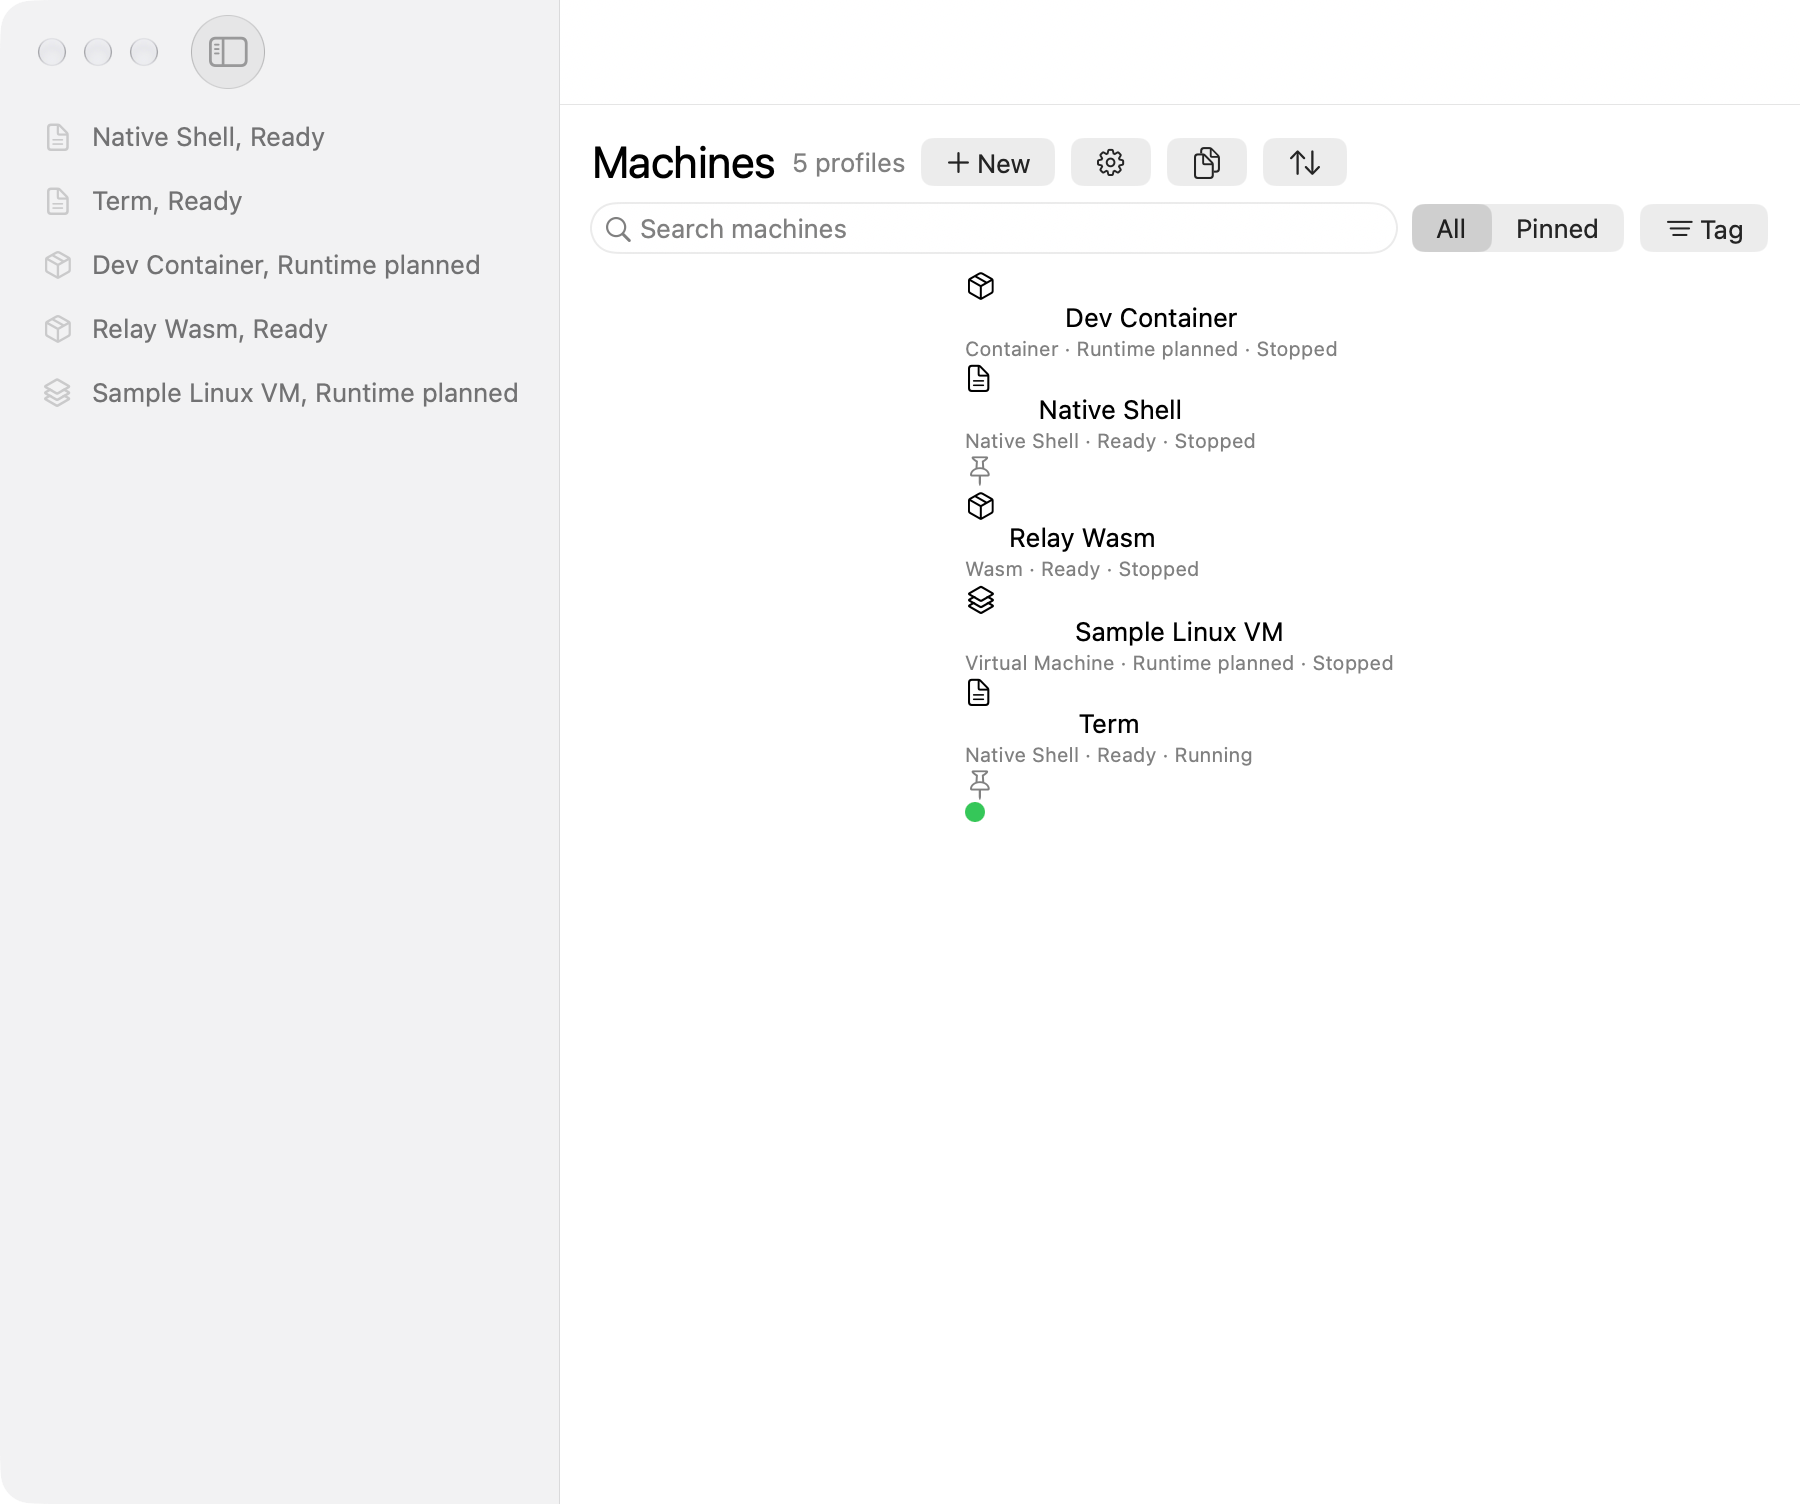 Native Shell, Ready
Term, Ready
Dev Container, Runtime planned
Relay Wasm, Ready
Sample Linux VM, Runtime planned
Machines 5 profiles + New
Search machines All Pinned Tag
Dev Container
Container · Runtime planned · Stopped
Native Shell
Native Shell · Ready · Stopped
Relay Wasm
Wasm · Ready · Stopped
Sample Linux VM
Virtual Machine · Runtime planned · Stopped
Term
Native Shell · Ready · Running